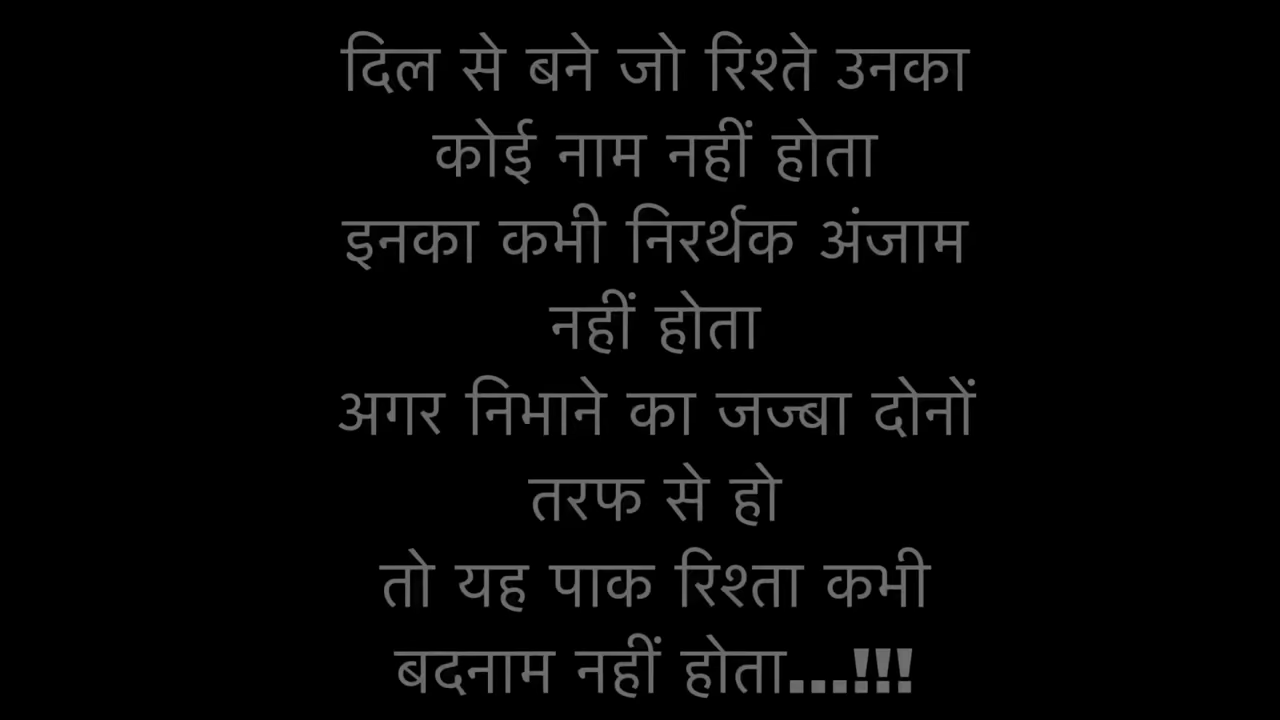 दिल से बने जो रिश्ते उनका
कोई नाम नहीं होता
इनका कभी निरर्थक अंजाम
नहीं होता
अगर निभाने का जज्बा दोनों
तरफ से हो
तो यह पाक रिश्ता कभी
बदनाम नहीं होता...!!!